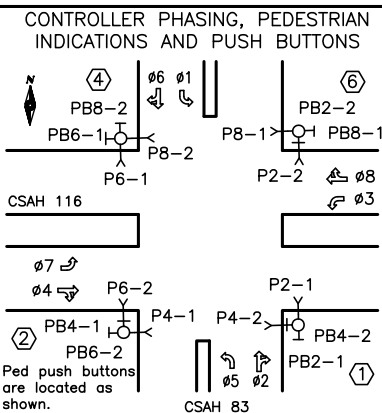 CONTROLLER PHASING, PEDESTRIAN
INDICATIONS AND PUSH BUTTONS
N
4
ø6 ø1
6
PB8-2
PB2-2
PB6-1
P8-1
PB8-1
P8-2
P6-1
P2-2
ø8
ø3
CSAH 116
ø7
ø4
P6-2
P2-1
PB4-1
P4-1
P4-2
PB4-2
2
PB6-2
PB2-1
1
Ped push buttons
are located as
shown.
ø5 ø2
CSAH 83